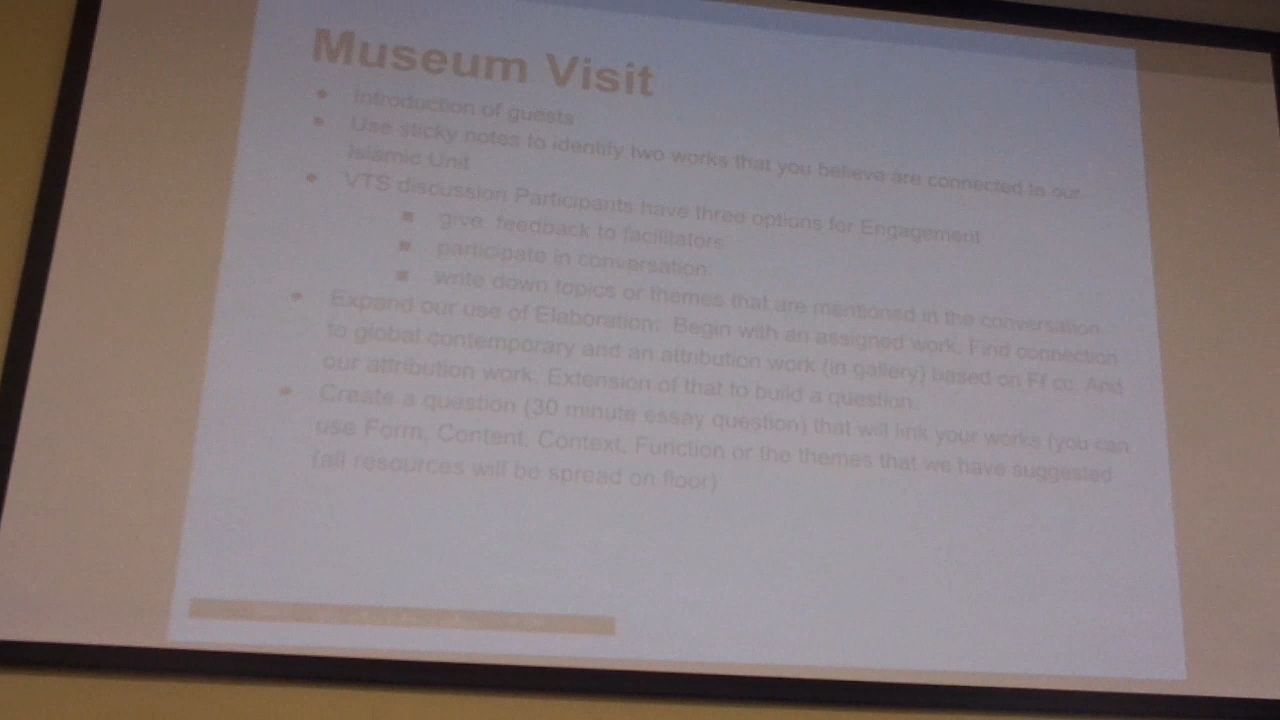 Museum Visit
Introduction of guests
Use sticky notes to identify two works that you believe are connected to our
Islamic Unit
VTS discussion Participants have three options for Engagement
give feedback to facilitators
participate in conversation
write down topics or themes that are mentioned in the conversation
Expand our use of Elaboration: Begin with an assigned work. Find connection
to global contemporary and an attribution work (in gallery) based on Ff cc. And
our attribution work. Extension of that to build a question.
Create a question (30 minute essay question) that will link your works (you can
use Form, Content, Context, Function or the themes that we have suggested
(all resources will be spread on floor)